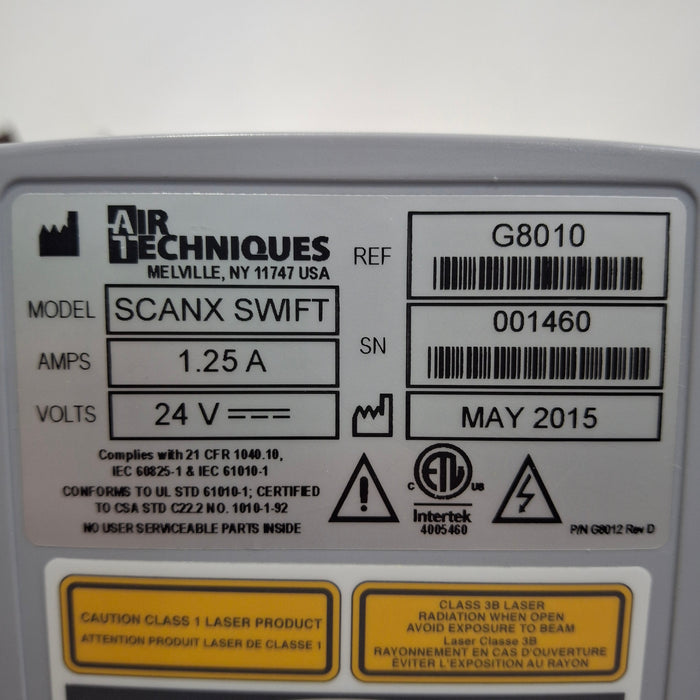 AIR
TECHNIQUES
MELVILLE, NY 11747 USA
MODEL SCANX SWIFT
AMPS 1.25 A
VOLTS 24 V
REF G8010
SN 001460
MAY 2015
Complies with 21 CFR 1040.10,
IEC 60825-1 & IEC 61010-1
CONFORMS TO UL STD 61010-1; CERTIFIED
TO CSA STD C22.2 NO. 1010-1-92
NO USER SERVICEABLE PARTS INSIDE
C ETL US
Intertek
4005460
P/N G8012 Rev D
CAUTION CLASS 1 LASER PRODUCT
ATTENTION PRODUIT LASER DE CLASSE 1
CLASS 3B LASER
RADIATION WHEN OPEN
AVOID EXPOSURE TO BEAM
Laser Classe 3B
RAYONNEMENT EN CAS D'OUVERTURE
ÉVITER L'EXPOSITION AU RAYON